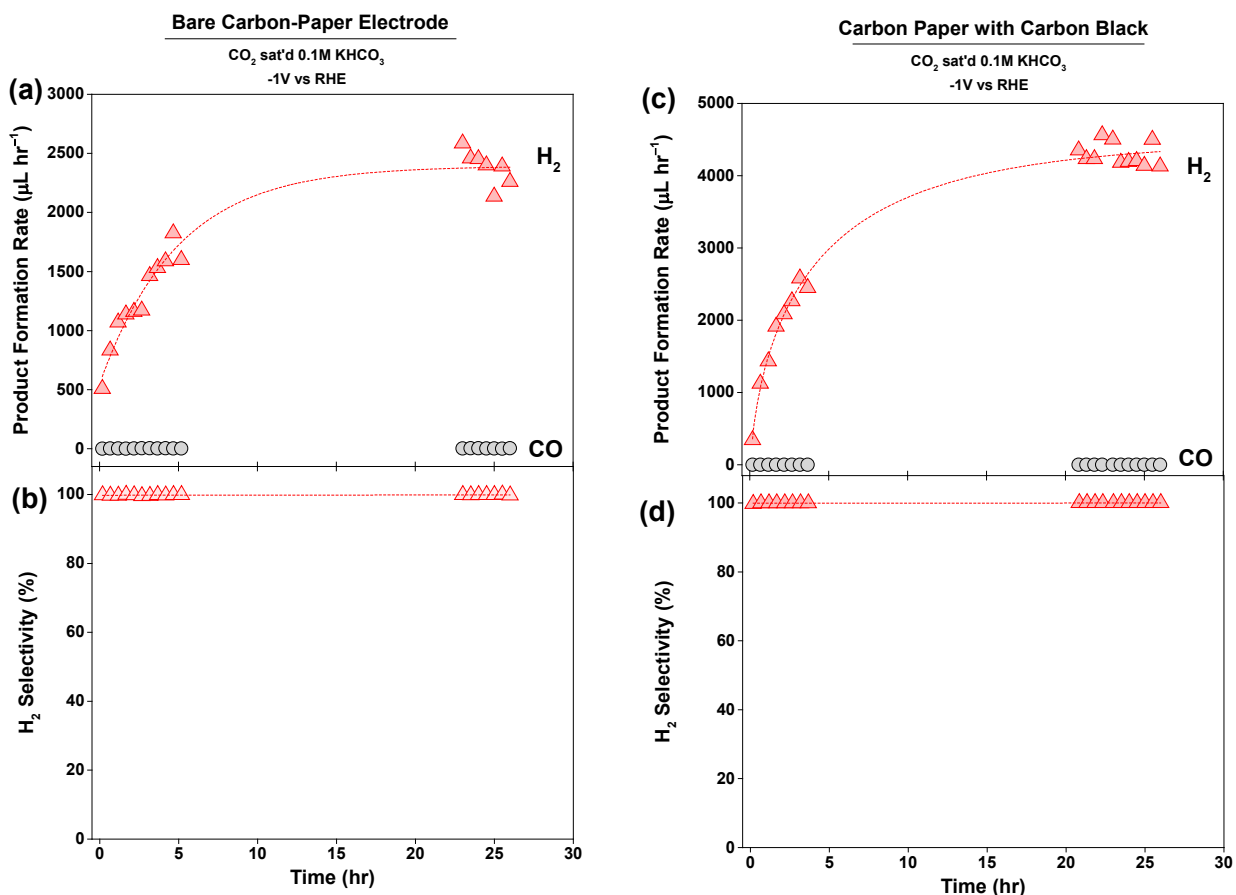 Bare Carbon-Paper Electrode
CO₂ sat'd 0.1M KHCO₃
-1V vs RHE
(a)
Product Formation Rate (μL hr⁻¹)
3000
2500
2000
1500
1000
500
0
H₂
CO
(b)
H₂ Selectivity (%)
100
80
60
40
20
0
0 5 10 15 20 25 30
Time (hr)
Carbon Paper with Carbon Black
CO₂ sat'd 0.1M KHCO₃
-1V vs RHE
(c)
Product Formation Rate (μL hr⁻¹)
5000
4000
3000
2000
1000
0
H₂
CO
(d)
H₂ Selectivity (%)
100
80
60
40
20
0
0 5 10 15 20 25 30
Time (hr)